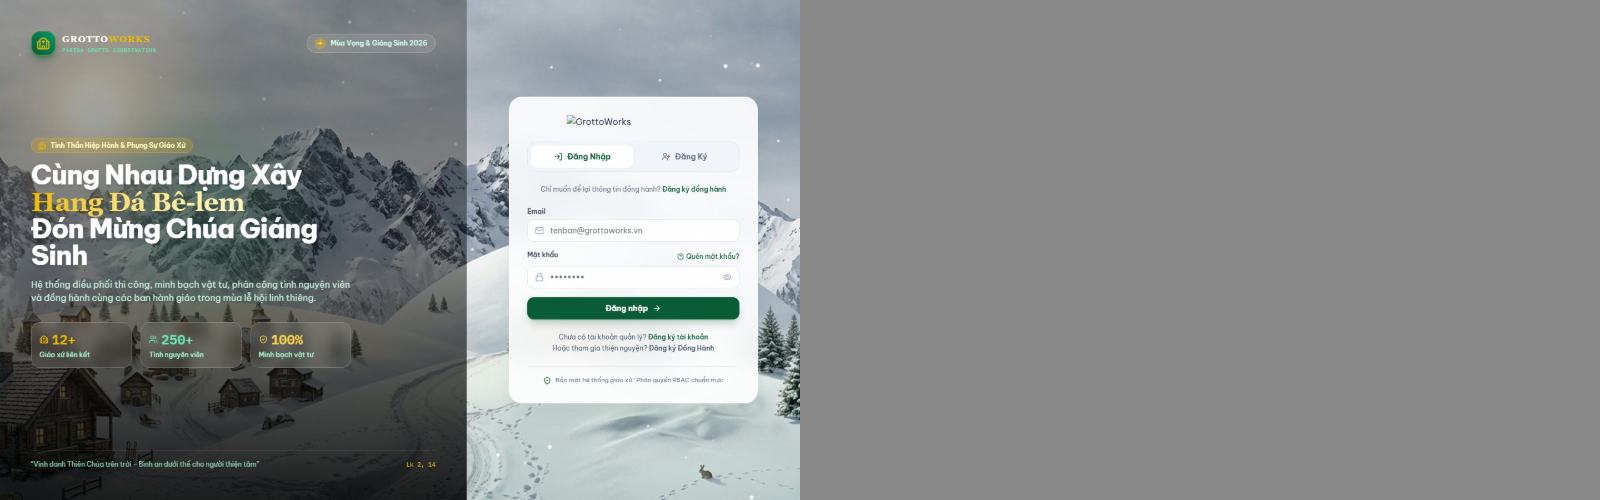 GROTTOWORKS
PARISH GROTTO COORDINATION
Mùa Vọng & Giáng Sinh 2026
Tinh Thần Hiệp Hành & Phụng Sự Giáo Xứ
Cùng Nhau Dựng Xây
Hang Đá Bê-lem
Đón Mừng Chúa Giáng
Sinh
Hệ thống điều phối thi công, minh bạch vật tư, phân công tình nguyện viên
và đồng hành cùng các ban hành giáo trong mùa lễ hội linh thiêng.
12+
Giáo xứ liên kết
250+
Tình nguyện viên
100%
Minh bạch vật tư
"Vinh danh Thiên Chúa trên trời - Bình an dưới thế cho người thiện tâm"
Lk 2, 14
GrottoWorks
Đăng Nhập
Đăng Ký
Chỉ muốn để lại thông tin đồng hành? Đăng ký đồng hành
Email
tenban@grottoworks.vn
Mật khẩu
Quên mật khẩu?
Đăng nhập
Chưa có tài khoản quản lý? Đăng ký tài khoản
Hoặc tham gia thiện nguyện? Đăng ký Đồng Hành
Bảo mật hệ thống giáo xứ · Phân quyền RBAC chuẩn mực